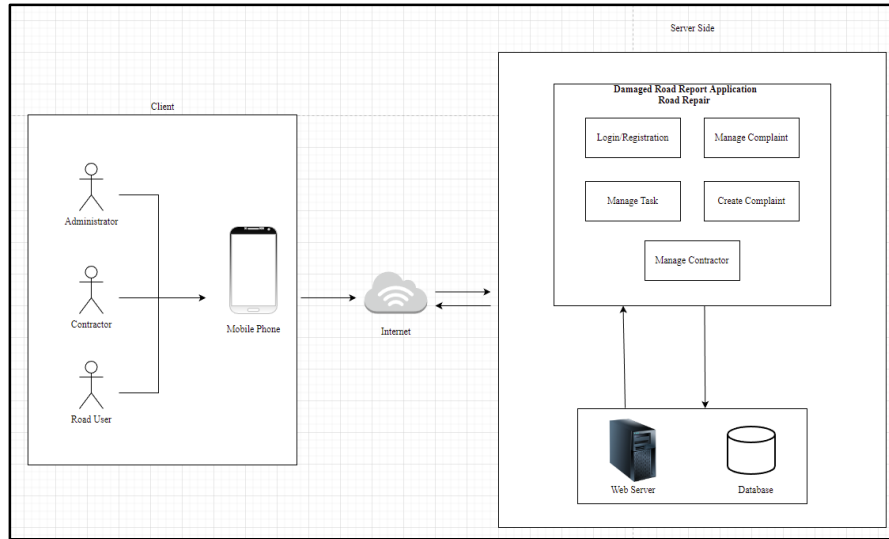 Server Side
Client
Administrator
Contractor
Road User
Mobile Phone
Internet
Damaged Road Report Application
Road Repair
Login/Registration
Manage Complaint
Manage Task
Create Complaint
Manage Contractor
Web Server
Database